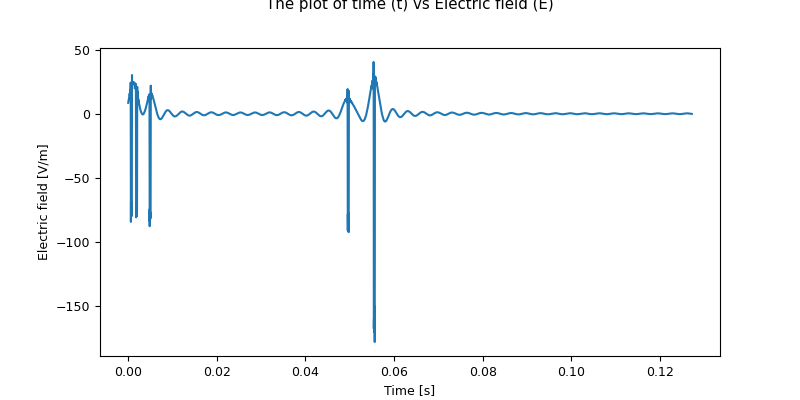 The plot of time (t) vs Electric field (E)
50
0
−50
−100
−150
Electric field [V/m]
0.00 0.02 0.04 0.06 0.08 0.10 0.12
Time [s]